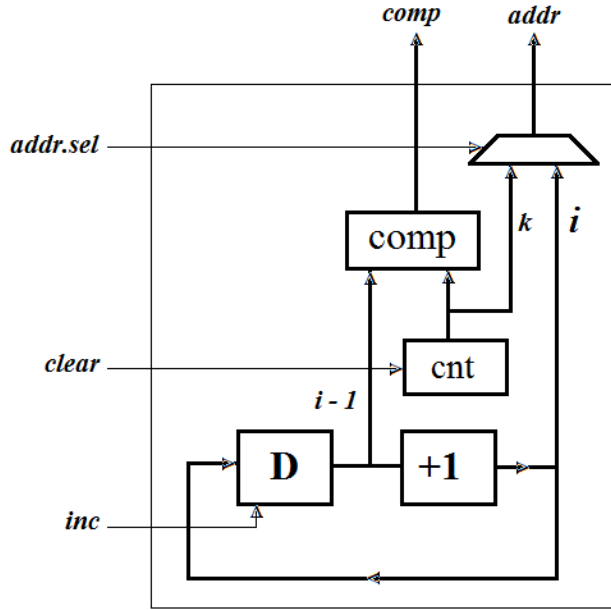 comp addr
addr.sel
k i
comp
clear
cnt
i - 1
D +1
inc